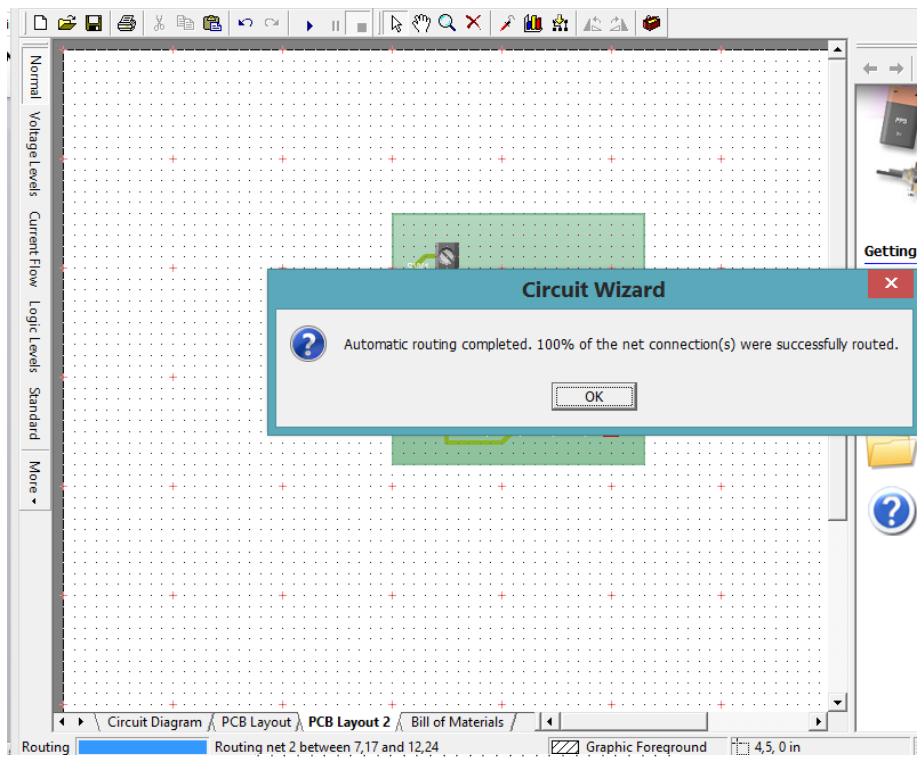 Normal
Voltage Levels
Current Flow
Logic Levels
Standard
More
Getting
Circuit Wizard
Automatic routing completed. 100% of the net connection(s) were successfully routed.
OK
Circuit Diagram
PCB Layout
PCB Layout 2
Bill of Materials
Routing
Routing net 2 between 7,17 and 12,24
Graphic Foreground
4,5, 0 in